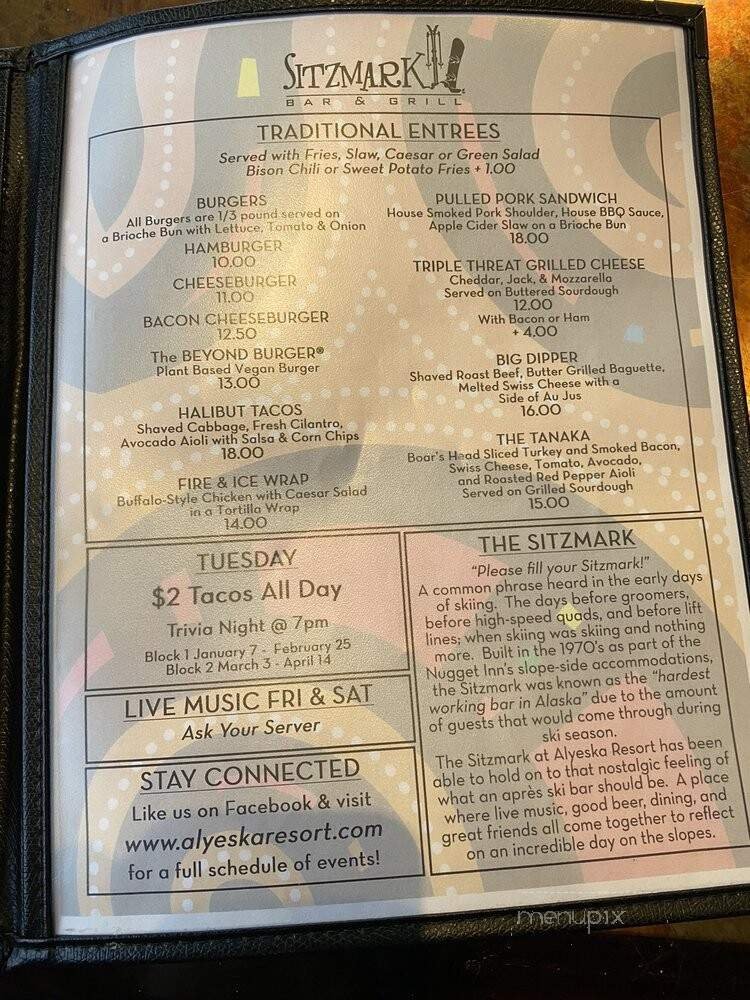 SITZMARK
BAR & GRILL
TRADITIONAL ENTREES
Served with Fries, Slaw, Caesar or Green Salad
Bison Chili or Sweet Potato Fries + 1.00
BURGERS
All Burgers are 1/3 pound served on
a Brioche Bun with Lettuce, Tomato & Onion
HAMBURGER
10.00
CHEESEBURGER
11.00
BACON CHEESEBURGER
12.50
The BEYOND BURGER®
Plant Based Vegan Burger
13.00
HALIBUT TACOS
Shaved Cabbage, Fresh Cilantro,
Avocado Aioli with Salsa & Corn Chips
18.00
FIRE & ICE WRAP
Buffalo-Style Chicken with Caesar Salad
in a Tortilla Wrap
14.00
PULLED PORK SANDWICH
House Smoked Pork Shoulder, House BBQ Sauce,
Apple Cider Slaw on a Brioche Bun
18.00
TRIPLE THREAT GRILLED CHEESE
Cheddar, Jack, & Mozzarella
Served on Buttered Sourdough
12.00
With Bacon or Ham
+ 4.00
BIG DIPPER
Shaved Roast Beef, Butter Grilled Baguette,
Melted Swiss Cheese with a
Side of Au Jus
16.00
THE TANAKA
Boar's Head Sliced Turkey and Smoked Bacon,
Swiss Cheese, Tomato, Avocado,
and Roasted Red Pepper Aioli
Served on Grilled Sourdough
15.00
TUESDAY
$2 Tacos All Day
Trivia Night @ 7pm
Block 1 January 7 - February 25
Block 2 March 3 - April 14
LIVE MUSIC FRI & SAT
Ask Your Server
STAY CONNECTED
Like us on Facebook & visit
www.alyeskaresort.com
for a full schedule of events!
THE SITZMARK
"Please fill your Sitzmark!"
A common phrase heard in the early days
of skiing. The days before groomers,
before high-speed quads, and before lift
lines; when skiing was skiing and nothing
more. Built in the 1970's as part of the
Nugget Inn's slope-side accommodations,
the Sitzmark was known as the "hardest
working bar in Alaska" due to the amount
of guests that would come through during
ski season.
The Sitzmark at Alyeska Resort has been
able to hold on to that nostalgic feeling of
what an après ski bar should be. A place
where live music, good beer, dining, and
great friends all come together to reflect
on an incredible day on the slopes.
menupix